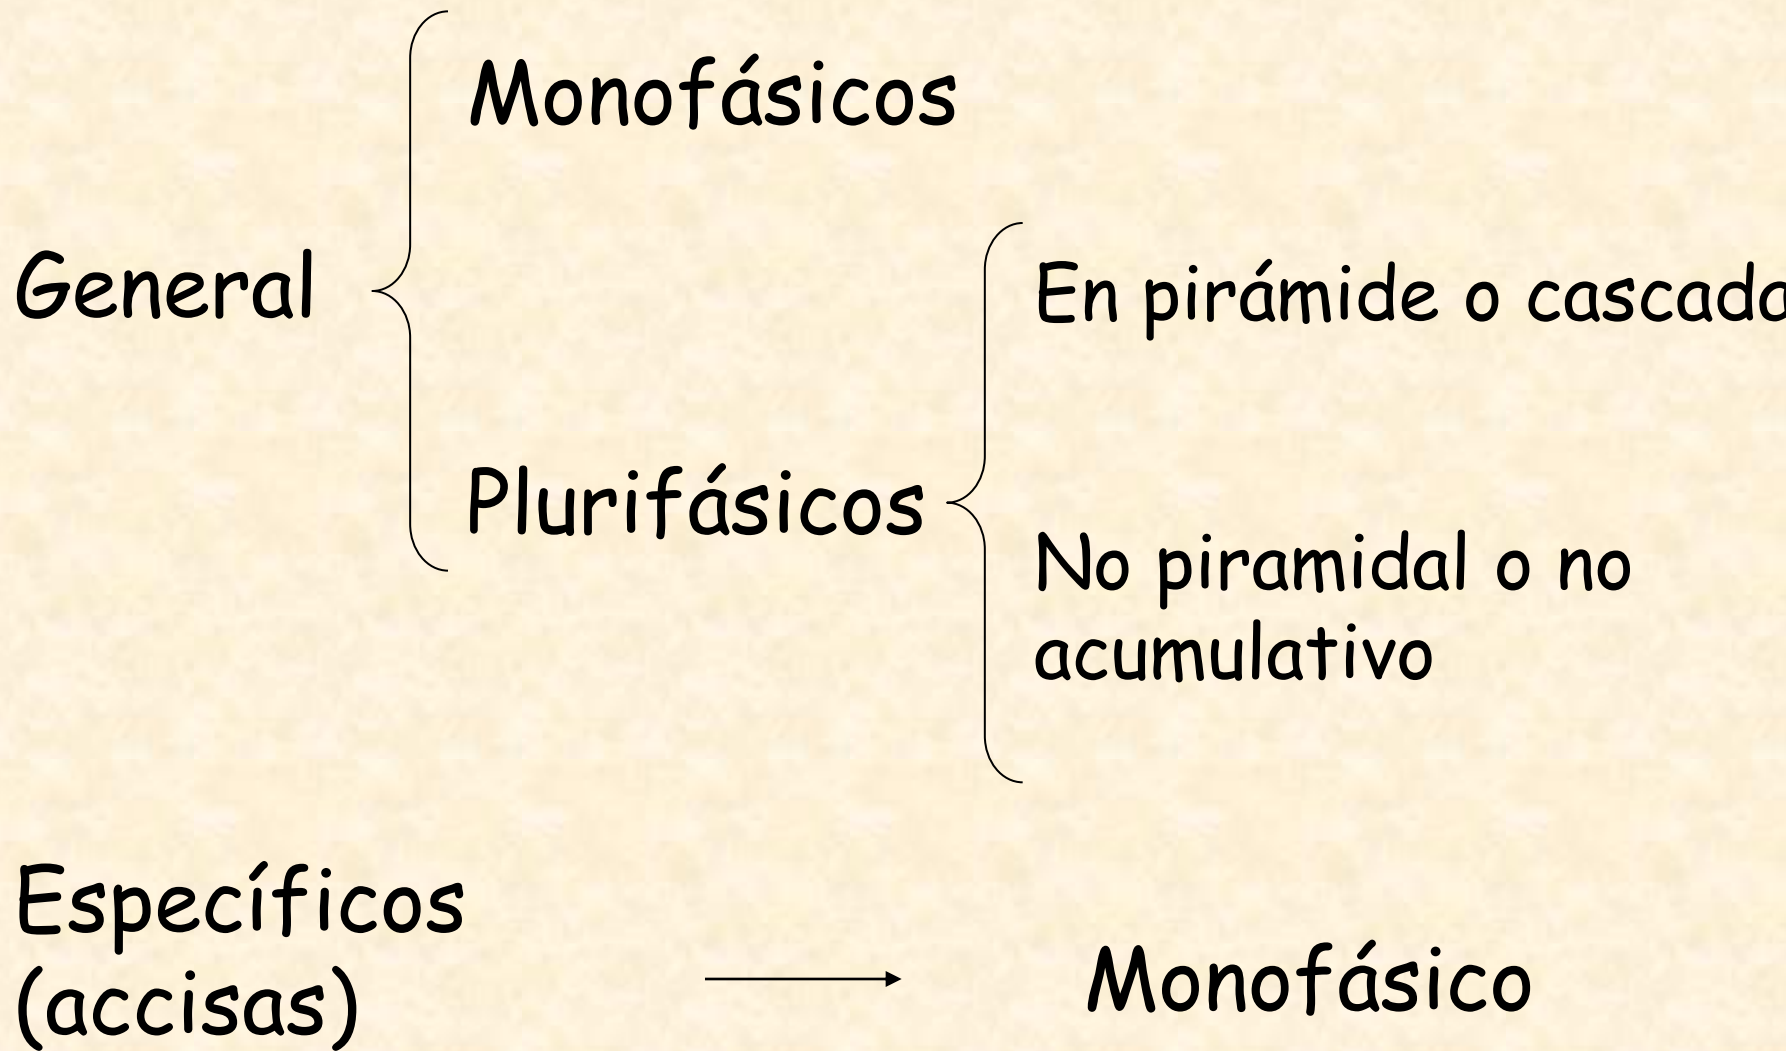 Monofásicos
General
En pirámide o cascada
Plurifásicos
No piramidal o no
acumulativo
Específicos
(accisas)
Monofásico